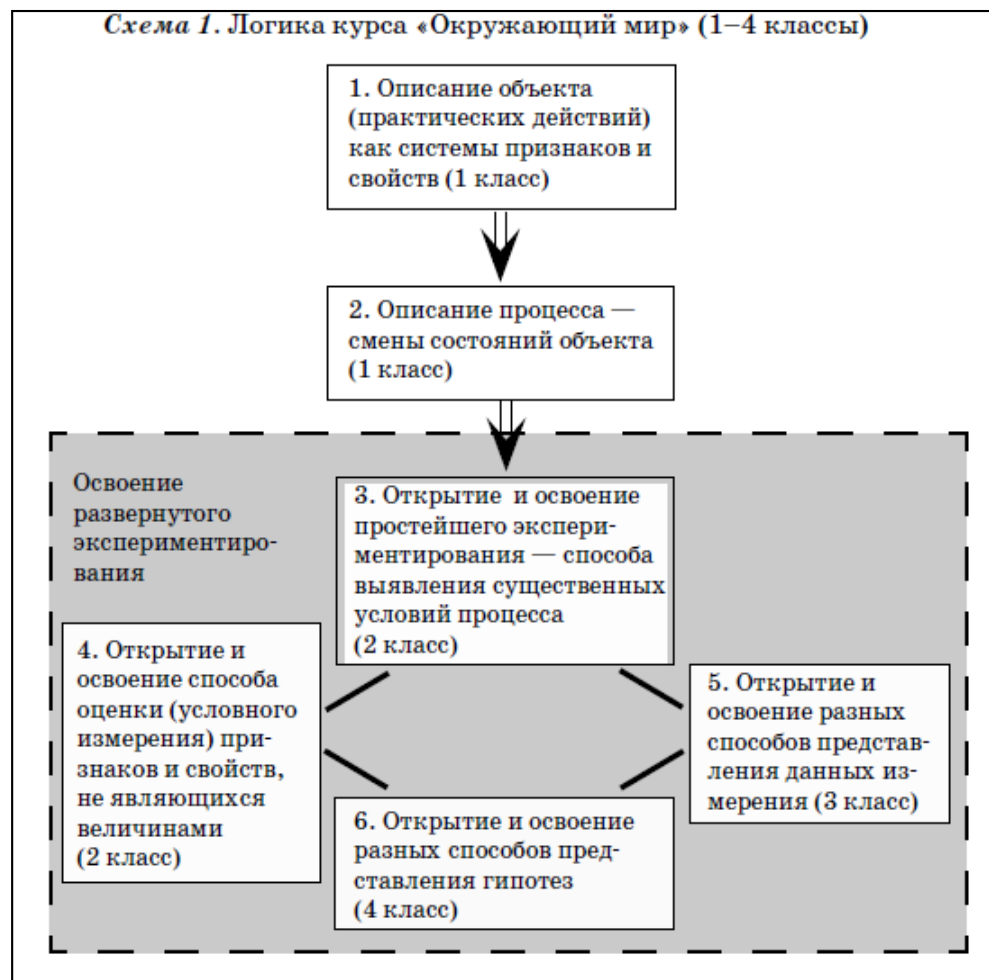 Схема 1. Логика курса «Окружающий мир» (1–4 классы)
1. Описание объекта
(практических действий)
как системы признаков и
свойств (1 класс)
2. Описание процесса —
смены состояний объекта
(1 класс)
Освоение
развернутого
экспериментиро-
вания
3. Открытие и освоение
простейшего экспери-
ментирования — способа
выявления существенных
условий процесса
(2 класс)
4. Открытие и
освоение способа
оценки (условного
измерения) при-
знаков и свойств,
не являющихся
величинами
(2 класс)
5. Открытие и
освоение разных
способов представ-
ления данных из-
мерения (3 класс)
6. Открытие и освоение
разных способов пред-
ставления гипотез
(4 класс)